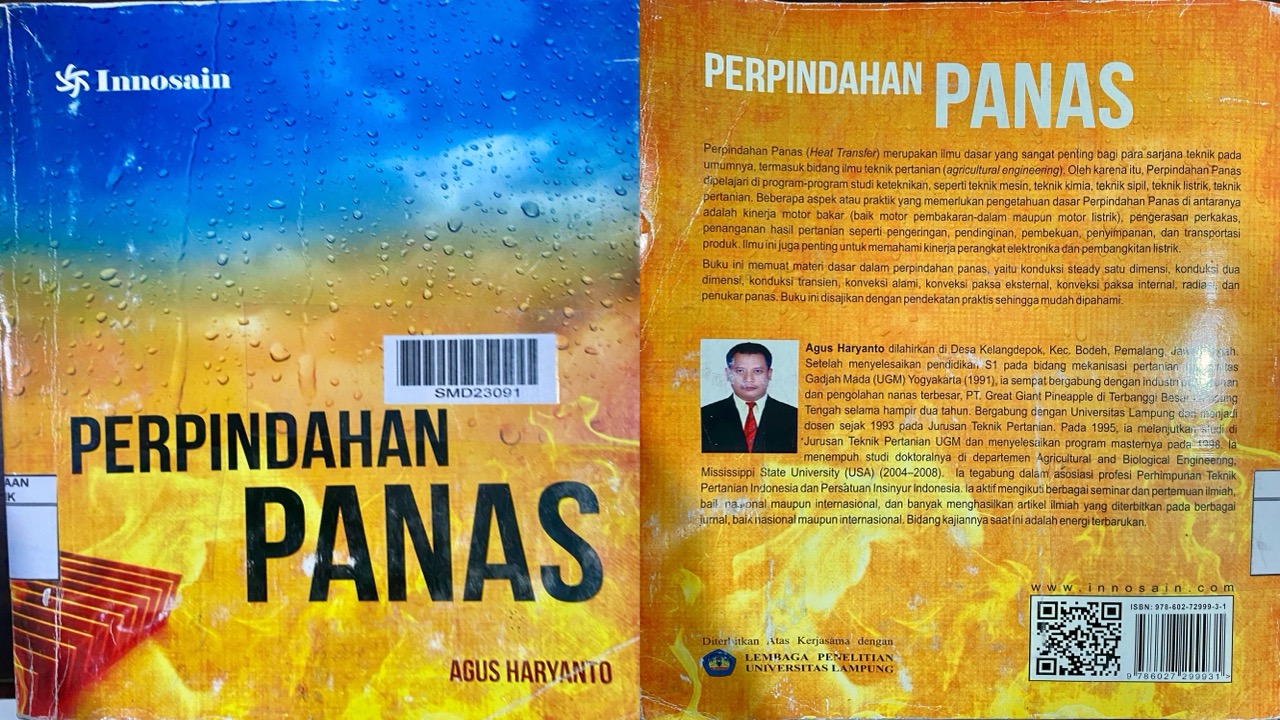 Innosain
SMD23091
PERPINDAHAN
PANAS
AAN
IK
AGUS HARYANTO
PERPINDAHAN PANAS
Perpindahan Panas (Heat Transfer) merupakan ilmu dasar yang sangat penting bagi para sarjana teknik pada
umumnya, termasuk bidang ilmu teknik pertanian (agricultural engineering). Oleh karena itu, Perpindahan Panas
dipelajari di program-program studi keteknikan, seperti teknik mesin, teknik kimia, teknik sipil, teknik listrik, teknik
pertanian. Beberapa aspek atau praktik yang memerlukan pengetahuan dasar Perpindahan Panas di antaranya
adalah kinerja motor bakar (baik motor pembakaran-dalam maupun motor listrik), pengerasan perkakas,
penanganan hasil pertanian seperti pengeringan, pendinginan, pembekuan, penyimpanan, dan transportasi
produk. Ilmu ini juga penting untuk memahami kinerja perangkat elektronika dan pembangkitan listrik.
Buku ini memuat materi dasar dalam perpindahan panas, yaitu konduksi steady satu dimensi, konduksi dua
dimensi, konduksi transien, konveksi alami, konveksi paksa eksternal, konveksi paksa internal, radiasi, dan
penukar panas. Buku ini disajikan dengan pendekatan praktis sehingga mudah dipahami.
Agus Haryanto dilahirkan di Desa Kelangdepok, Kec. Bodeh, Pemalang,
Setelah menyelesaikan pendidikan S1 pada bidang mekanisasi pertanian
Gadjah Mada (UGM) Yogyakarta (1991), ia sempat bergabung dengan industri
dan pengolahan nanas terbesar, PT. Great Giant Pineapple di Terbanggi Besar
Tengah selama hampir dua tahun. Bergabung dengan Universitas Lampung dan menjadi
dosen sejak 1993 pada Jurusan Teknik Pertanian. Pada 1995, ia melanjutkan studi di
Jurusan Teknik Pertanian UGM dan menyelesaikan program masternya pada 1998. Ia
menempuh studi doktoralnya di departemen Agricultural and Biological Engineering,
Mississippi State University (USA) (2004–2008). Ia tegabung dalam asosiasi profesi Perhimpunan Teknik
Pertanian Indonesia dan Persatuan Insinyur Indonesia. Ia aktif mengikuti berbagai seminar dan pertemuan ilmiah,
baik nasional maupun internasional, dan banyak menghasilkan artikel ilmiah yang diterbitkan pada berbagai
jurnal, baik nasional maupun internasional. Bidang kajiannya saat ini adalah energi terbarukan.
www.innosain.com
ISBN: 978-602-72999-3-1
9 786027 299931 >
Diterbitkan Atas Kerjasama dengan
LEMBAGA PENELITIAN
UNIVERSITAS LAMPUNG